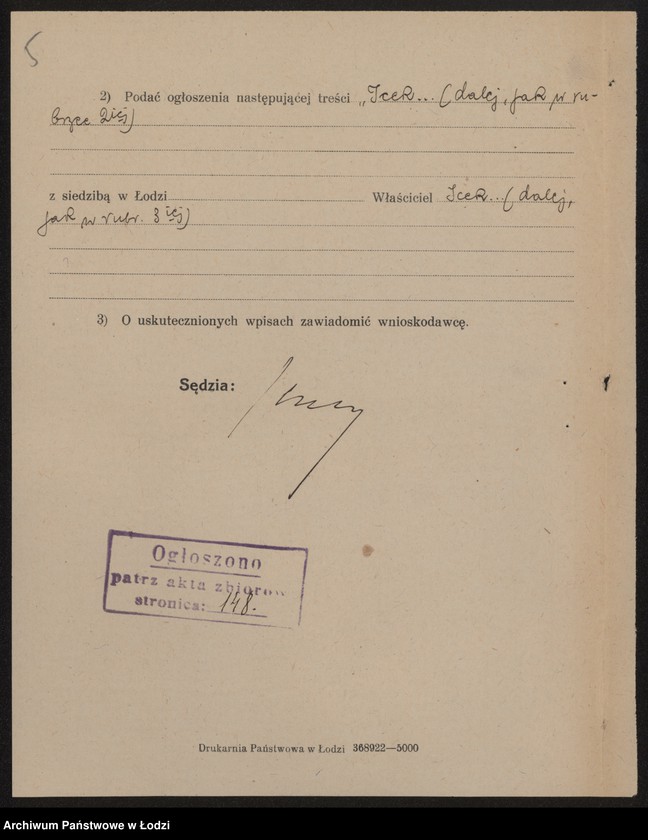 5
2) Podać ogłoszenia następującej treści „Icek... (dalej, jak w ru-
bryce 2iej)
z siedzibą w Łodzi Właściciel Icek...(dalej,
jak w rubr. 3 iej)
3) O uskutecznionych wpisach zawiadomić wnioskodawcę.
Sędzia:
Ogłoszono
patrz akta zbiorow
stronica: 148.
Drukarnia Państwowa w Łodzi 368922—5000
Archiwum Państwowe w Łodzi